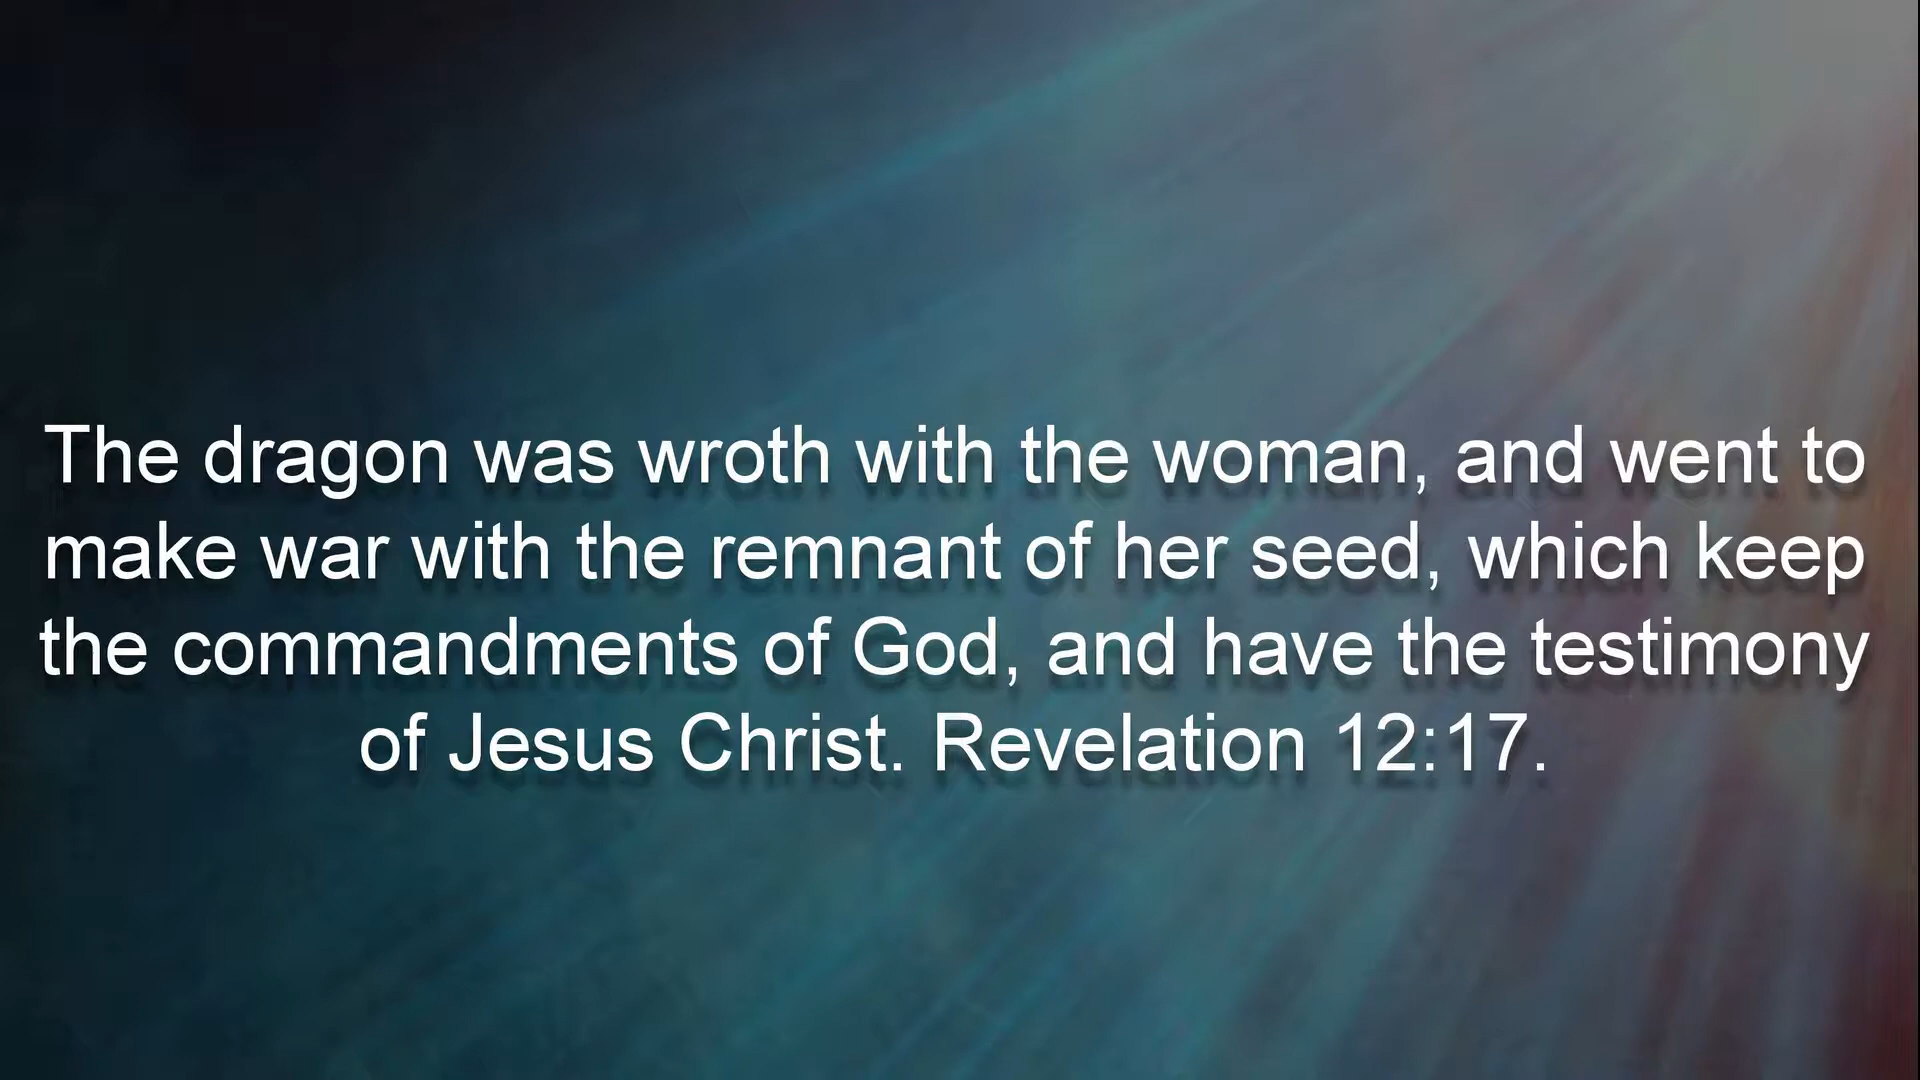 The dragon was wroth with the woman, and went to
make war with the remnant of her seed, which keep
the commandments of God, and have the testimony
of Jesus Christ. Revelation 12:17.